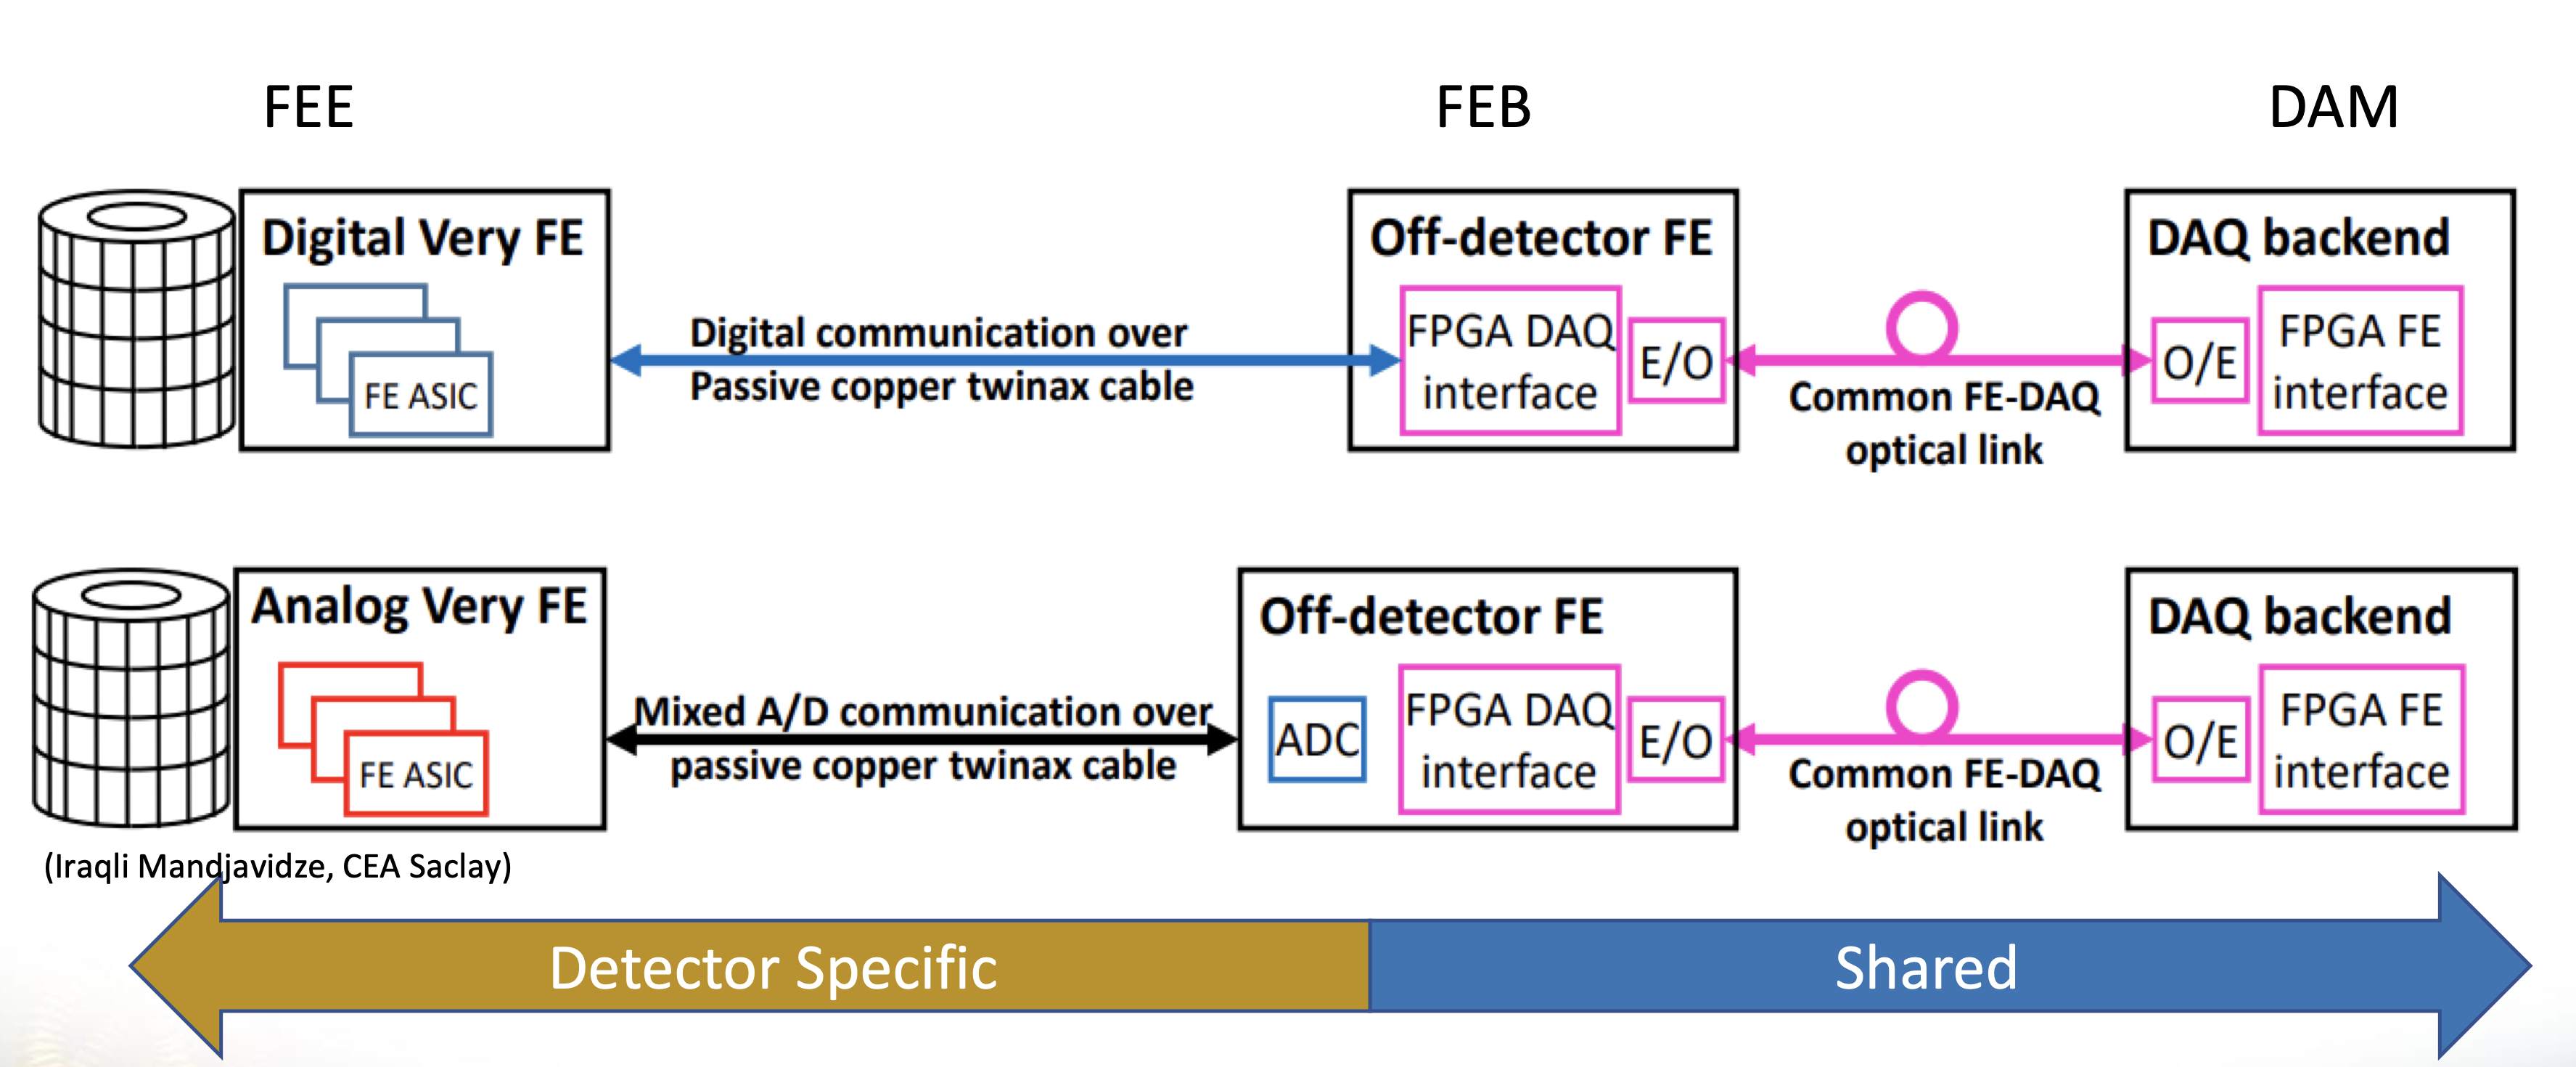 FEE
FEB
DAM
Digital Very FE
FE ASIC
Digital communication over
Passive copper twinax cable
Off-detector FE
FPGA DAQ
interface
E/O
Common FE-DAQ
optical link
DAQ backend
O/E
FPGA FE
interface
Analog Very FE
FE ASIC
Mixed A/D communication over
passive copper twinax cable
Off-detector FE
ADC
FPGA DAQ
interface
E/O
Common FE-DAQ
optical link
DAQ backend
O/E
FPGA FE
interface
(Iraqli Mandjavidze, CEA Saclay)
Detector Specific
Shared